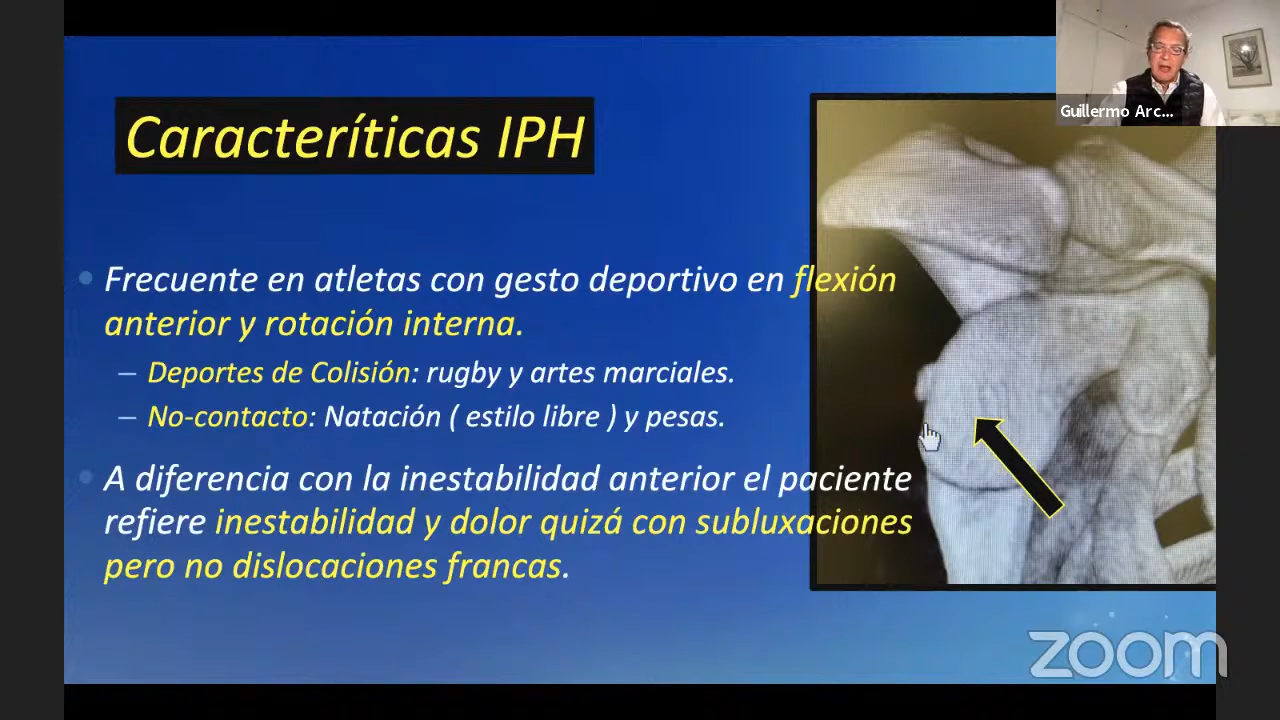 Guillermo Arc...
Caracteríticas IPH
Frecuente en atletas con gesto deportivo en flexión
anterior y rotación interna.
– Deportes de Colisión: rugby y artes marciales.
– No-contacto: Natación ( estilo libre ) y pesas.
A diferencia con la inestabilidad anterior el paciente
refiere inestabilidad y dolor quizá con subluxaciones
pero no dislocaciones francas.
zoom